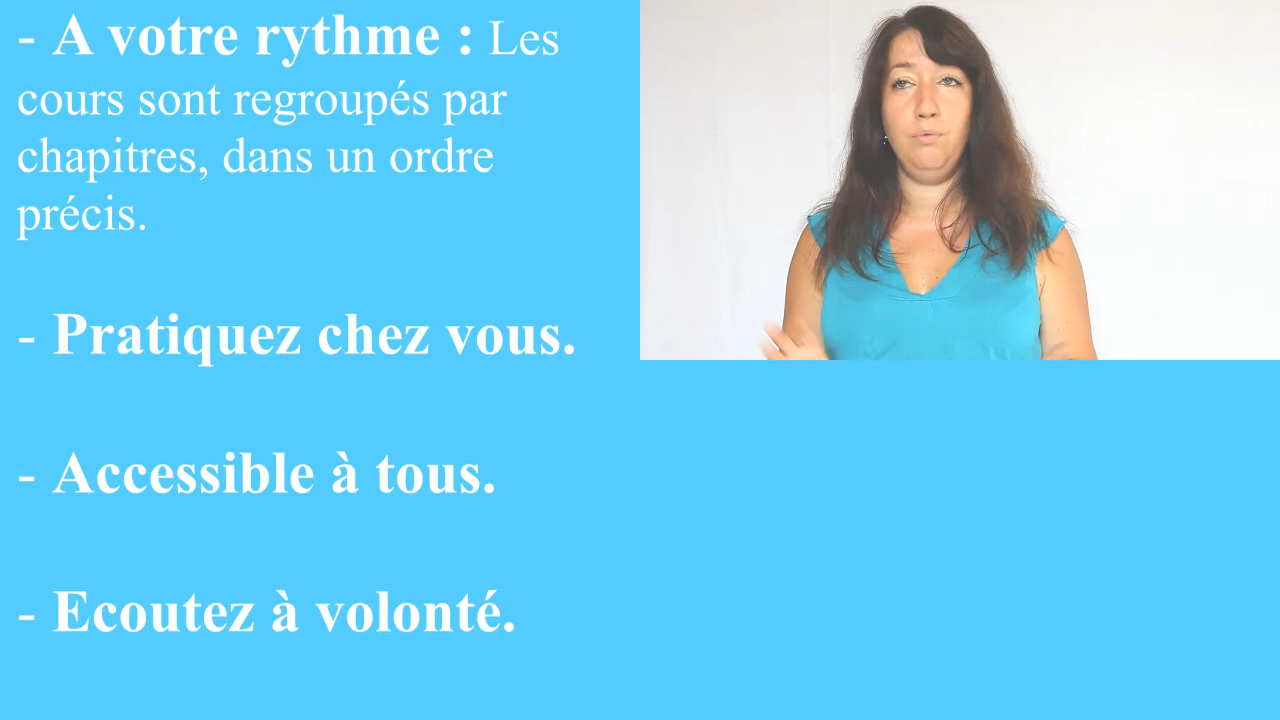 - A votre rythme : Les
cours sont regroupés par
chapitres, dans un ordre
précis.
- Pratiquez chez vous.
- Accessible à tous.
- Ecoutez à volonté.